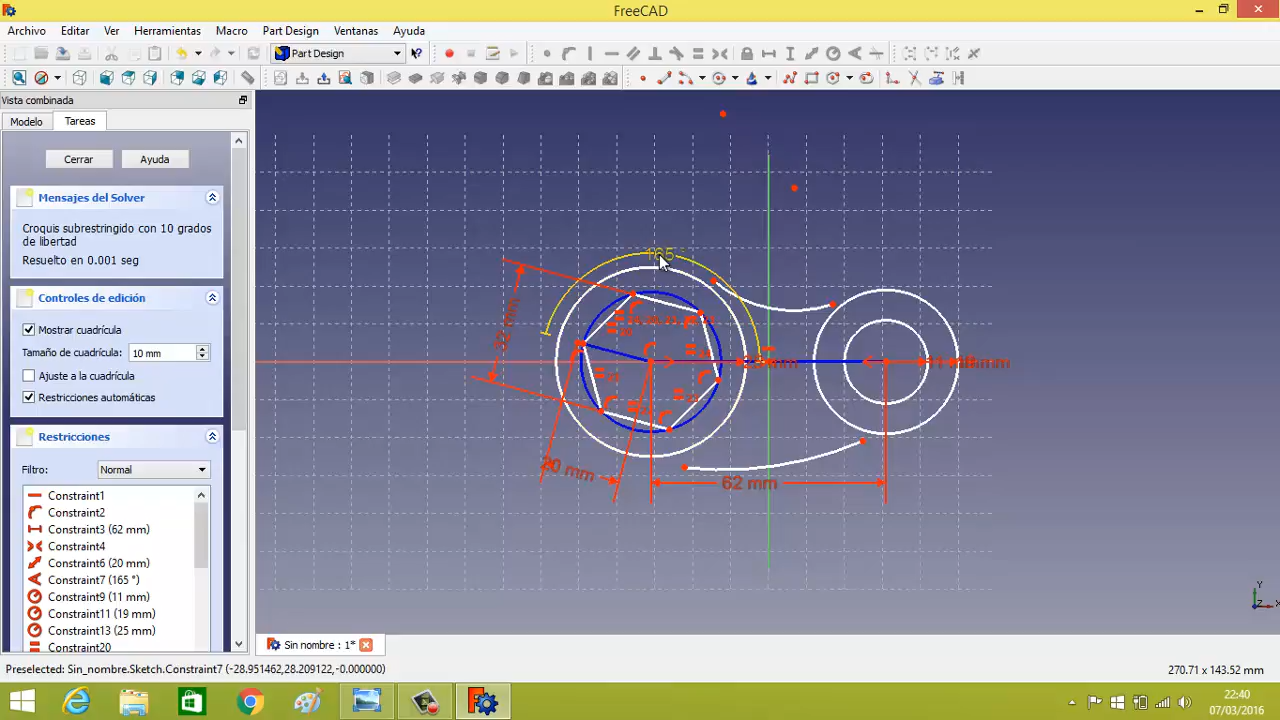 FreeCAD
Archivo Editar Ver Herramientas Macro Part Design Ventanas Ayuda
Part Design
Vista combinada
Modelo Tareas
Cerrar Ayuda
Mensajes del Solver
Croquis subrestringido con 10 grados
de libertad
Resuelto en 0.001 seg
Controles de edición
Mostrar cuadrícula
Tamaño de cuadrícula: 10 mm
Ajuste a la cuadrícula
Restricciones automáticas
Restricciones
Filtro: Normal
Constraint1
Constraint2
Constraint3 (62 mm)
Constraint4
Constraint6 (20 mm)
Constraint7 (165 °)
Constraint9 (11 mm)
Constraint11 (19 mm)
Constraint13 (25 mm)
Constraint20
165 °
32 mm
20 mm
62 mm
Y
Z
X
Sin nombre : 1*
Preselected: Sin_nombre.Sketch.Constraint7 (-28.951462,28.209122,-0.000000)
270.71 x 143.52 mm
22:40
07/03/2016